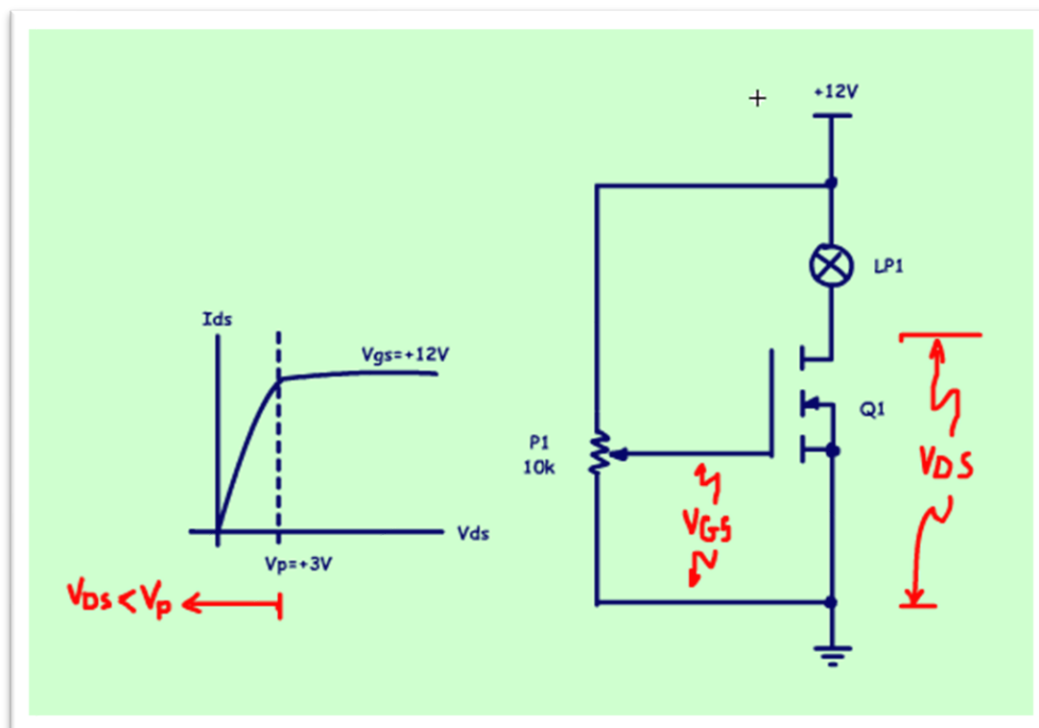 +12V
LP1
Ids
Vgs=+12V
Q1
P1
10k
VDS
VGS
Vds
Vp=+3V
VDS < Vp